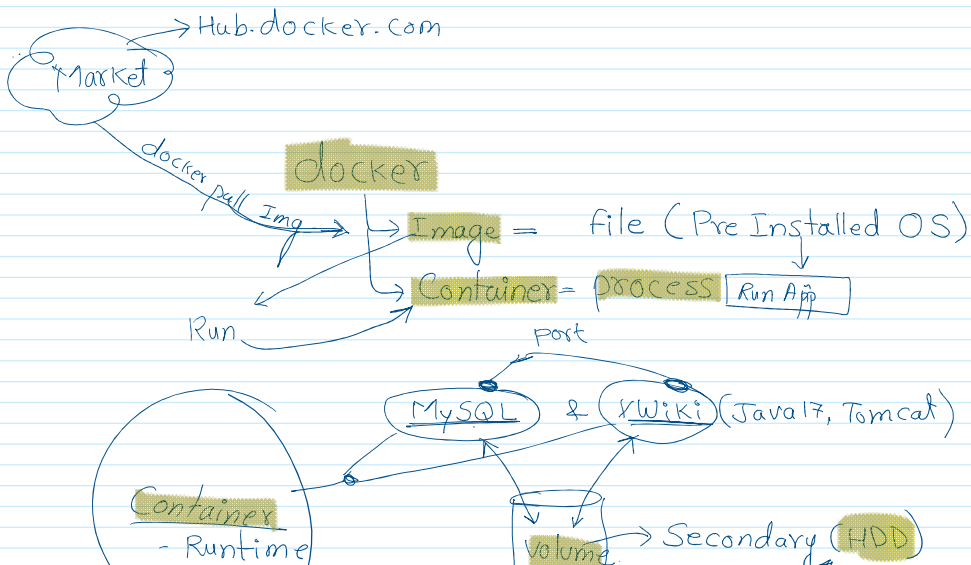 Hub.docker.com
Market
docker pull Img
docker
Image = file (Pre Installed OS)
Container = process Run App
Run
port
MySQL & XWiki (Java17, Tomcat)
Container
- Runtime
volume
Secondary (HDD)